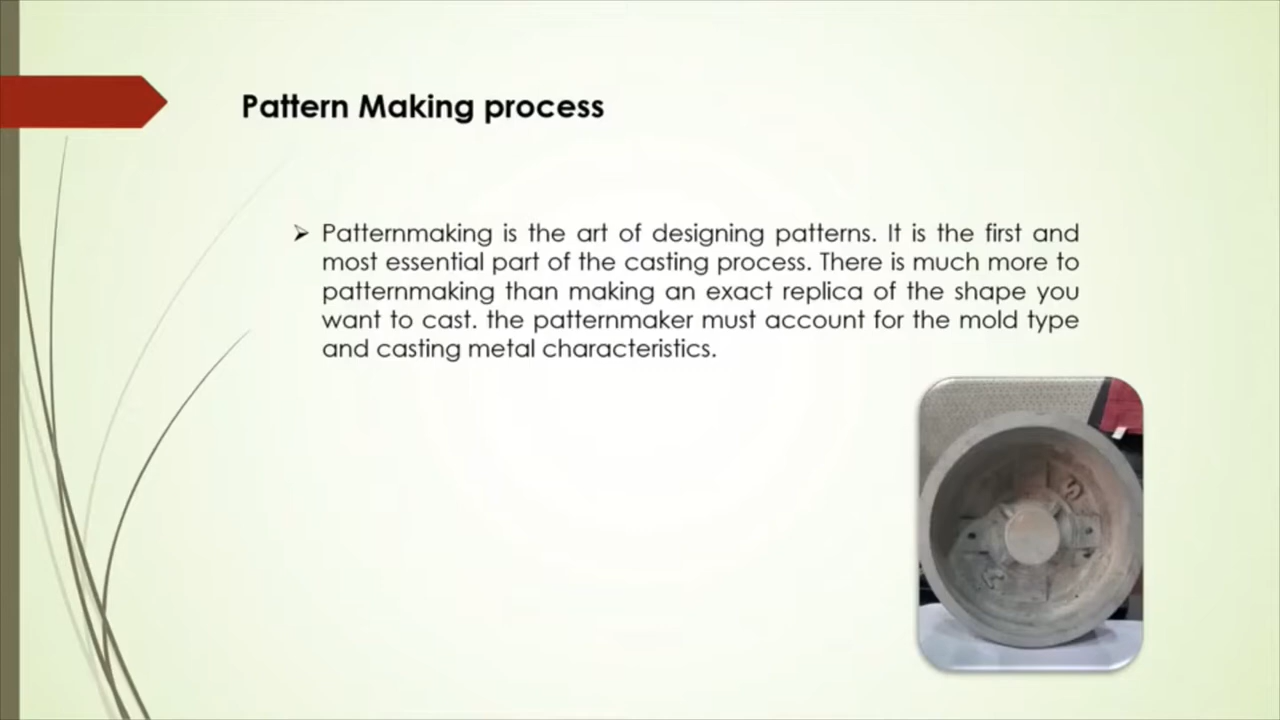 Pattern Making process
Patternmaking is the art of designing patterns. It is the first and
most essential part of the casting process. There is much more to
patternmaking than making an exact replica of the shape you
want to cast. the patternmaker must account for the mold type
and casting metal characteristics.